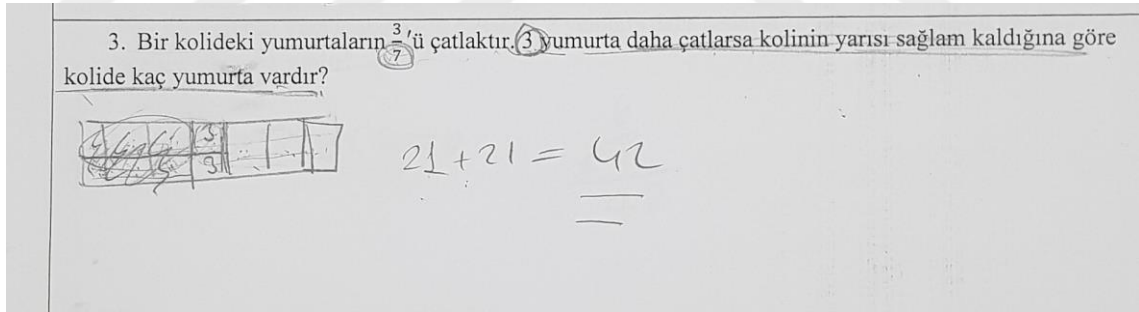 3. Bir kolideki yumurtaların 3/7'ü çatlaktır. 3 yumurta daha çatlarsa kolinin yarısı sağlam kaldığına göre
kolide kaç yumurta vardır?
3
3
21 + 21 = 42